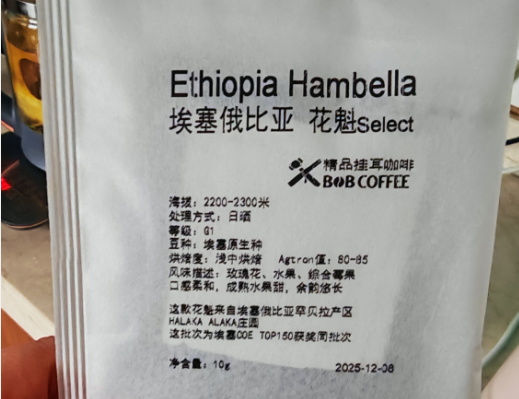 Ethiopia Hambella
埃塞俄比亚 花魁Select
精品挂耳咖啡
BOB COFFEE
海拔：2200-2300米
处理方式：日晒
等级：G1
豆种：埃塞原生种
烘焙度：浅中烘焙 Agtron值：80-85
风味描述：玫瑰花、水果、综合莓果
口感柔和，成熟水果甜，余韵悠长
这款花魁来自埃塞俄比亚罕贝拉产区
HALAKA ALAKA庄园
这批次为埃塞COE TOP150获奖同批次
净含量：10g 2025-12-06